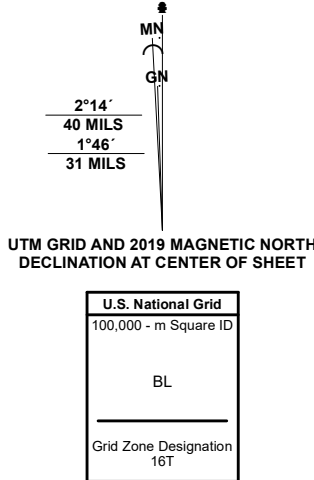 MN
GN
2°14´
40 MILS
1°46´
31 MILS
UTM GRID AND 2019 MAGNETIC NORTH
DECLINATION AT CENTER OF SHEET
U.S. National Grid
100,000 - m Square ID
BL
Grid Zone Designation
16T